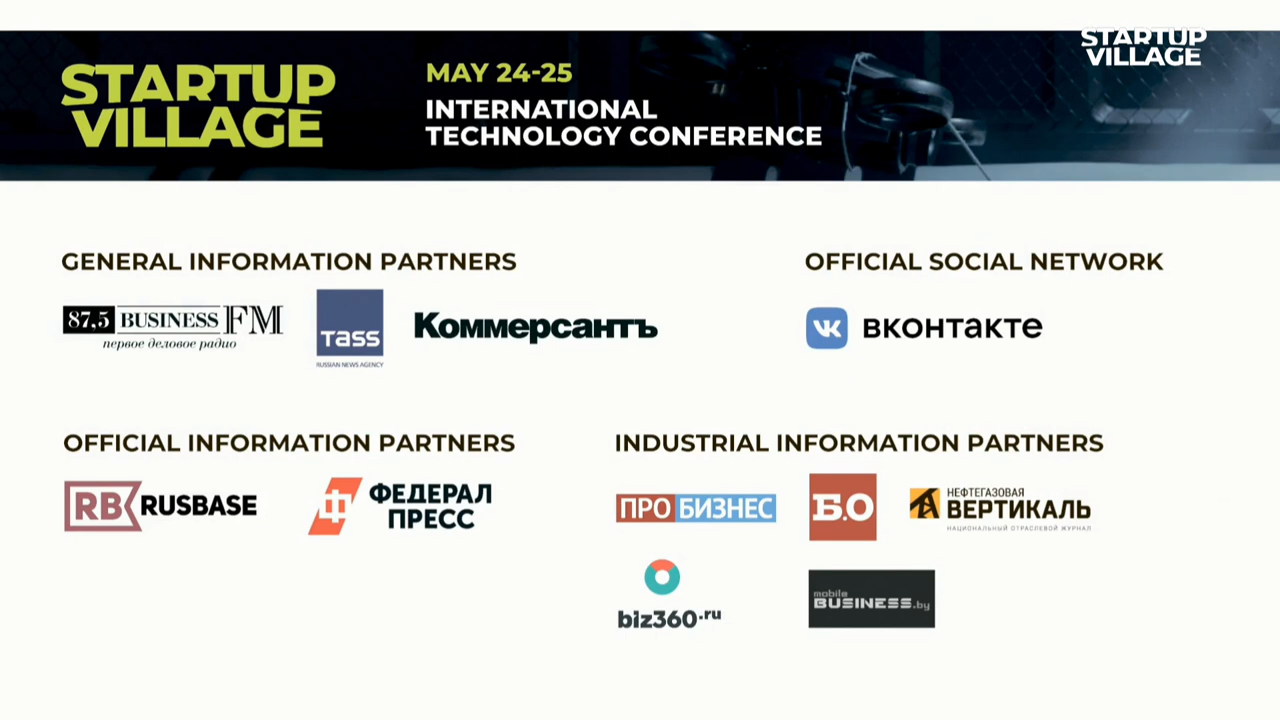 STARTUP
VILLAGE
MAY 24-25
INTERNATIONAL
TECHNOLOGY CONFERENCE
STARTUP
VILLAGE
GENERAL INFORMATION PARTNERS
OFFICIAL SOCIAL NETWORK
87,5 BUSINESS FM
первое деловое радио
TASS
RUSSIAN NEWS AGENCY
Коммерсантъ
VK вконтакте
OFFICIAL INFORMATION PARTNERS
INDUSTRIAL INFORMATION PARTNERS
RB RUSBASE
Ф ФЕДЕРАЛ
ПРЕСС
ПРО БИЗНЕС
Б.О
НЕФТЕГАЗОВАЯ
ВЕРТИКАЛЬ
НАЦИОНАЛЬНЫЙ ОТРАСЛЕВОЙ ЖУРНАЛ
biz360.ru
mobile
BUSINESS.by